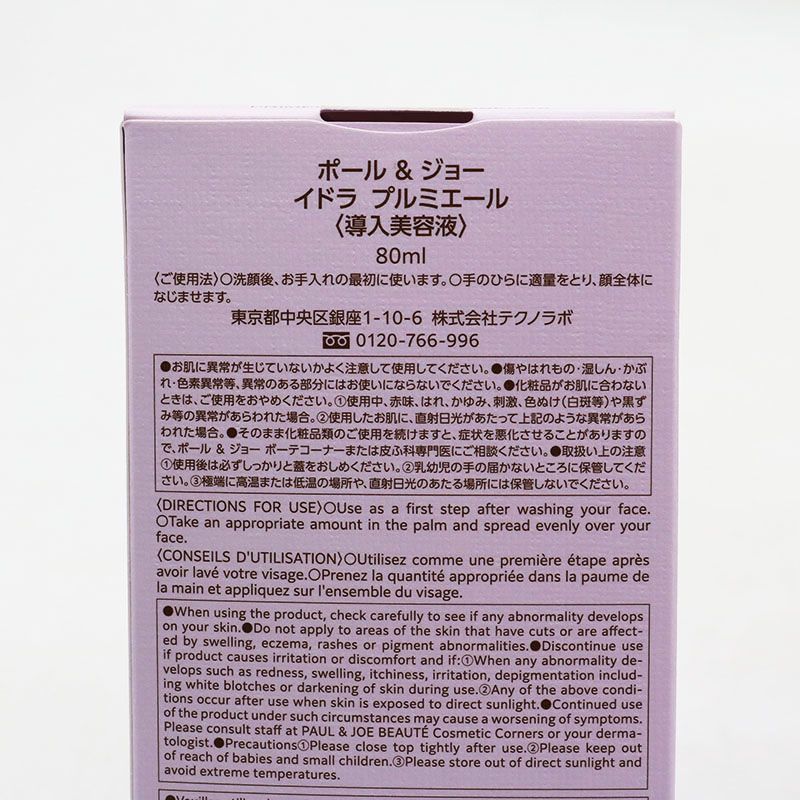 ポール & ジョー
イドラ プルミエール
〈導入美容液〉
80ml
〈ご使用法〉○洗顔後、お手入れの最初に使います。○手のひらに適量をとり、顔全体に
なじませます。
東京都中央区銀座1-10-6 株式会社テクノラボ
0120-766-996
●お肌に異常が生じていないかよく注意して使用してください。●傷やはれもの・湿しん・かぶ
れ・色素異常等、異常のある部分にはお使いにならないでください。●化粧品がお肌に合わない
ときは、ご使用をおやめください。①使用中、赤味、はれ、かゆみ、刺激、色ぬけ(白斑等)や黒ず
み等の異常があらわれた場合。②使用したお肌に、直射日光があたって上記のような異常があら
われた場合。●そのまま化粧品類のご使用を続けますと、症状を悪化させることがありますの
で、ポール & ジョー ボーテコーナーまたは皮ふ科専門医にご相談ください。●取扱い上の注意
①使用後は必ずしっかりと蓋をおしめください。②乳幼児の手の届かないところに保管してくだ
さい。③極端に高温または低温の場所や、直射日光のあたる場所には保管しないでください。
〈DIRECTIONS FOR USE〉○Use as a first step after washing your face.
○Take an appropriate amount in the palm and spread evenly over your
face.
〈CONSEILS D'UTILISATION〉○Utilisez comme une première étape après
avoir lavé votre visage.○Prenez la quantité appropriée dans la paume de
la main et appliquez sur l'ensemble du visage.
●When using the product, check carefully to see if any abnormality develops
on your skin.●Do not apply to areas of the skin that have cuts or are affect-
ed by swelling, eczema, rashes or pigment abnormalities.●Discontinue use
if product causes irritation or discomfort and if:①When any abnormality de-
velops such as redness, swelling, itchiness, irritation, depigmentation includ-
ing white blotches or darkening of skin during use.②Any of the above condi-
tions occur after use when skin is exposed to direct sunlight.●Continued use
of the product under such circumstances may cause a worsening of symptoms.
Please consult staff at PAUL & JOE BEAUTÉ Cosmetic Corners or your derma-
tologist.●Precautions①Please close top tightly after use.②Please keep out
of reach of babies and small children.③Please store out of direct sunlight and
avoid extreme temperatures.